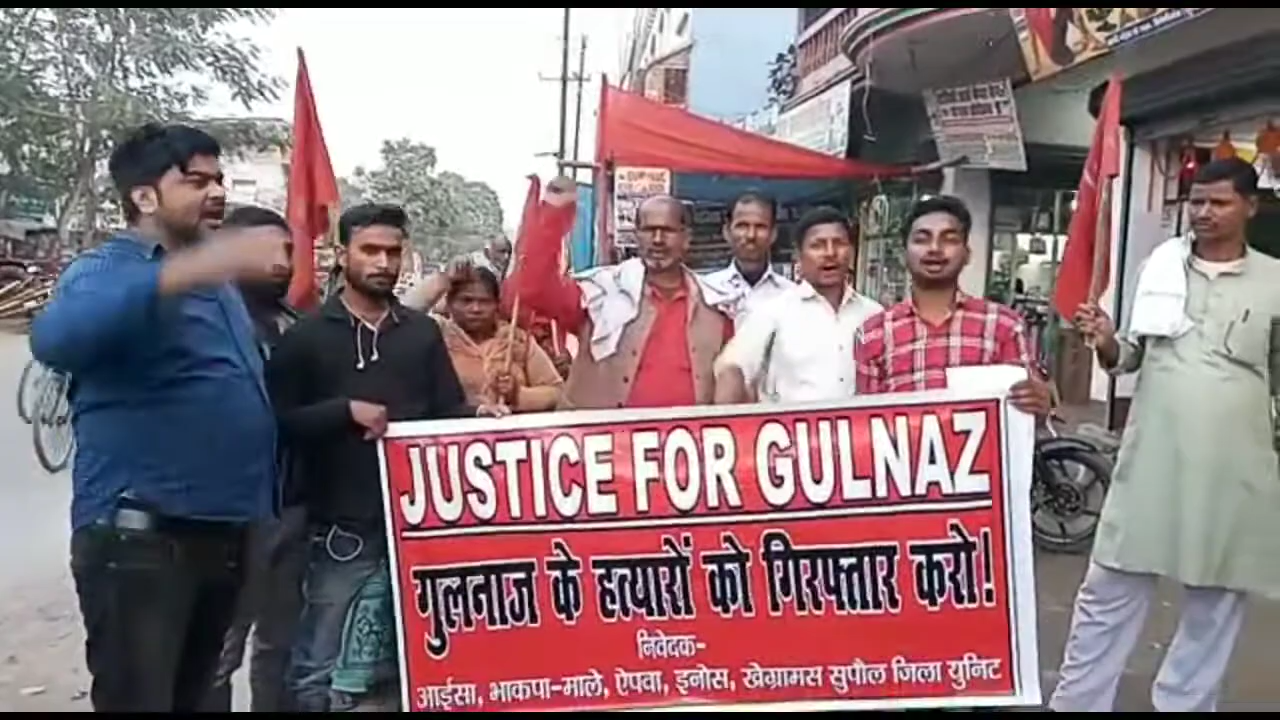 JUSTICE FOR GULNAZ
गुलनाज के हत्यारों को गिरफ्तार करो!
निवेदक-
आईसा, भाकपा-माले, ऐपवा, इनोस, खेग्रामस सुपौल जिला युनिट